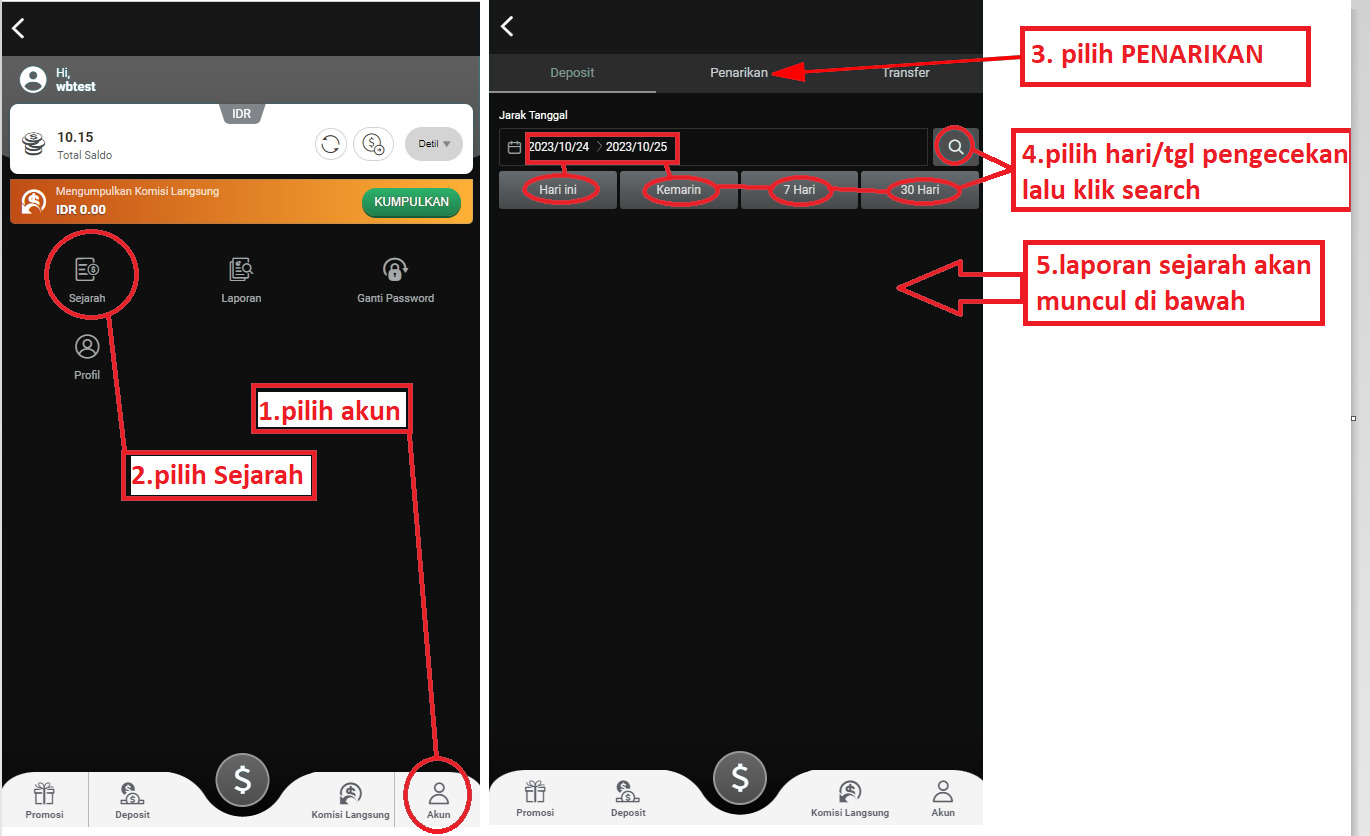 Hi,
wbtest
IDR
10.15
Total Saldo
Detil
Mengumpulkan Komisi Langsung
IDR 0.00
KUMPULKAN
Sejarah
Laporan
Ganti Password
Profil
1.pilih akun
2.pilih Sejarah
Promosi
Deposit
$
Komisi Langsung
Akun
Deposit
Penarikan
Transfer
Jarak Tanggal
2023/10/24 > 2023/10/25
Hari ini
Kemarin
7 Hari
30 Hari
Promosi
Deposit
$
Komisi Langsung
Akun
3. pilih PENARIKAN
4.pilih hari/tgl pengecekan
lalu klik search
5.laporan sejarah akan
muncul di bawah